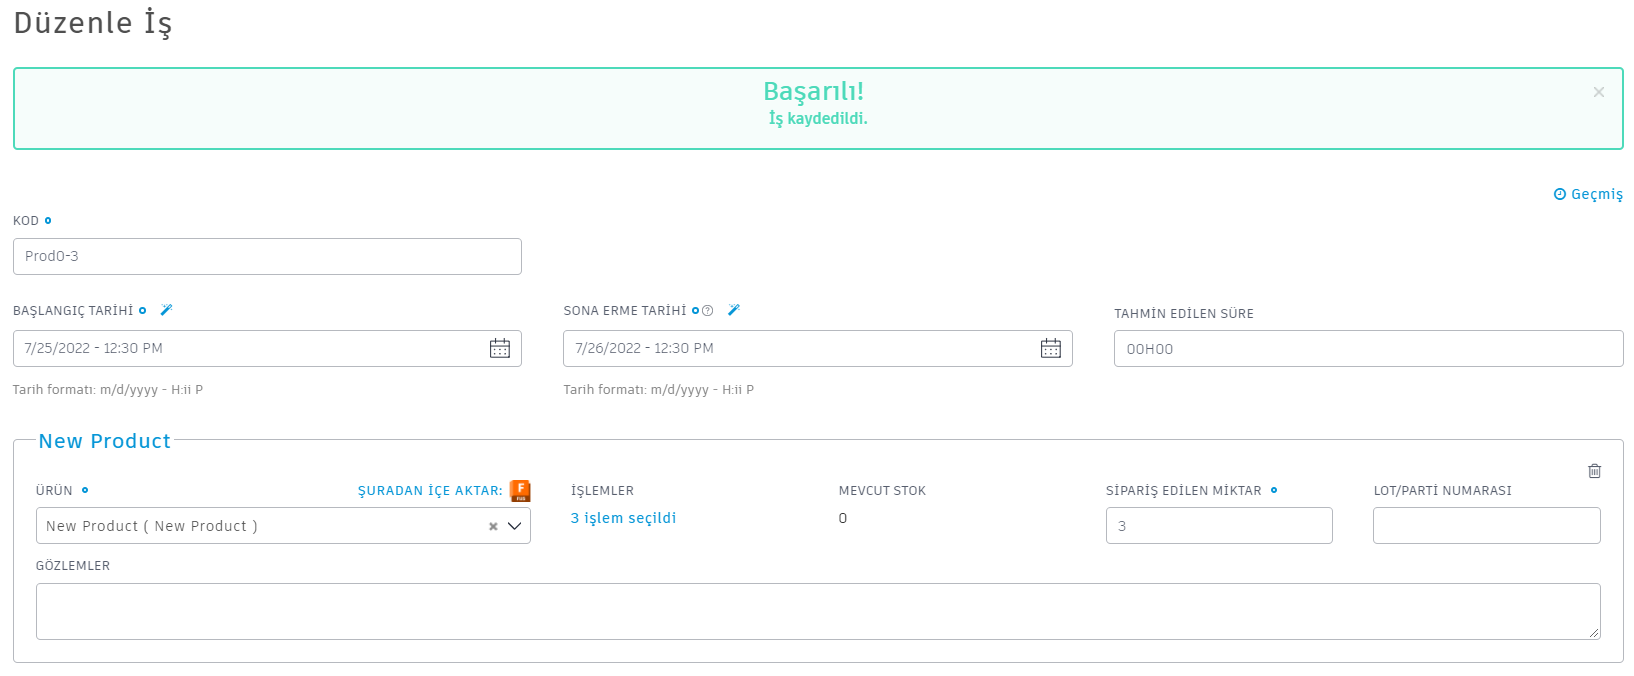 Düzenle İş
Başarılı!
İş kaydedildi.
Geçmiş
KOD
Prod0-3
BAŞLANGIÇ TARİHİ
SONA ERME TARİHİ
TAHMİN EDİLEN SÜRE
7/25/2022 - 12:30 PM
7/26/2022 - 12:30 PM
00H00
Tarih formatı: m/d/yyyy - H:ii P
Tarih formatı: m/d/yyyy - H:ii P
New Product
ÜRÜN
ŞURADAN İÇE AKTAR:
İŞLEMLER
MEVCUT STOK
SİPARİŞ EDİLEN MİKTAR
LOT/PARTİ NUMARASI
New Product ( New Product )
3 işlem seçildi
0
3
GÖZLEMLER